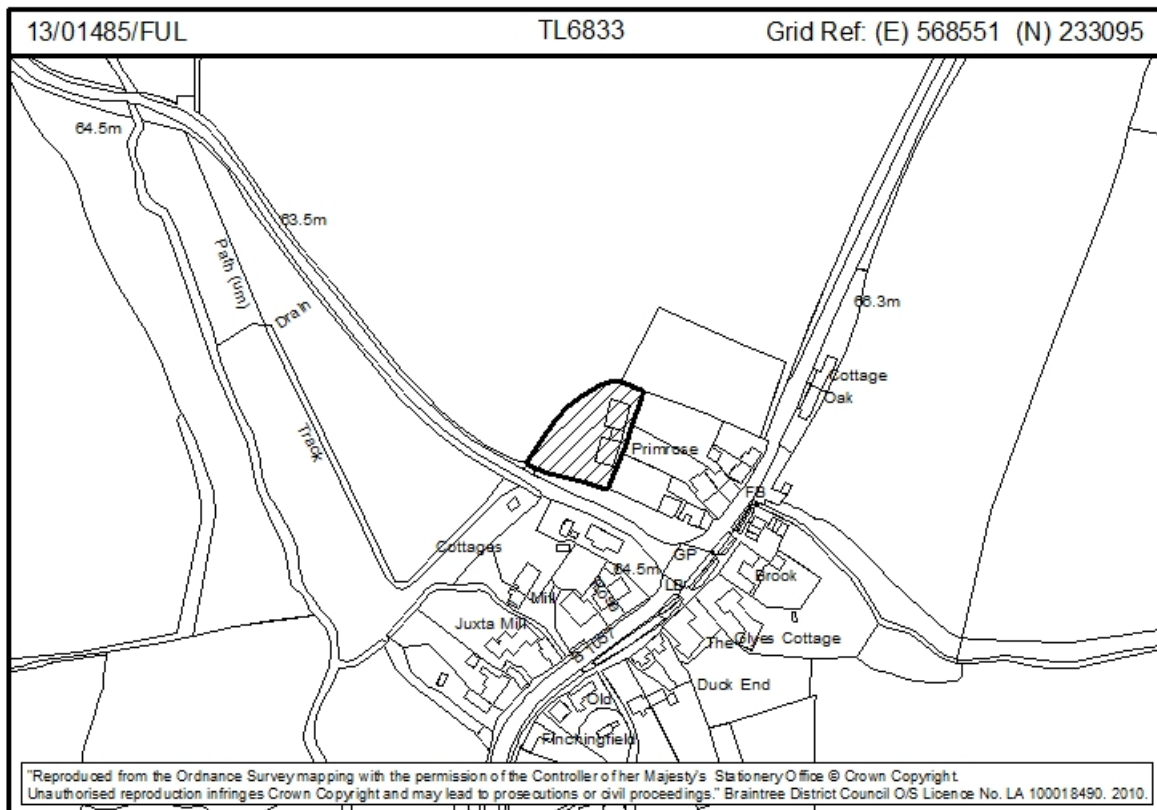 13/01485/FUL
TL6833
Grid Ref: (E) 568551 (N) 233095
64.5m
63.5m
Path (um)
Drain
Track
66.3m
Cottage
Oak
Primrose
FB
Cottages
GP
64.5m
LB
Brook
Mill
Rose
Juxta Mill
B 1057
The
Glyes Cottage
Duck End
Old
Finchingfield
"Reproduced from the Ordnance Survey mapping with the permission of the Controller of her Majesty's Stationery Office © Crown Copyright.
Unauthorised reproduction infringes Crown Copyright and may lead to prosecutions or civil proceedings." Braintree District Council O/S Licence No. LA 100018490. 2010.